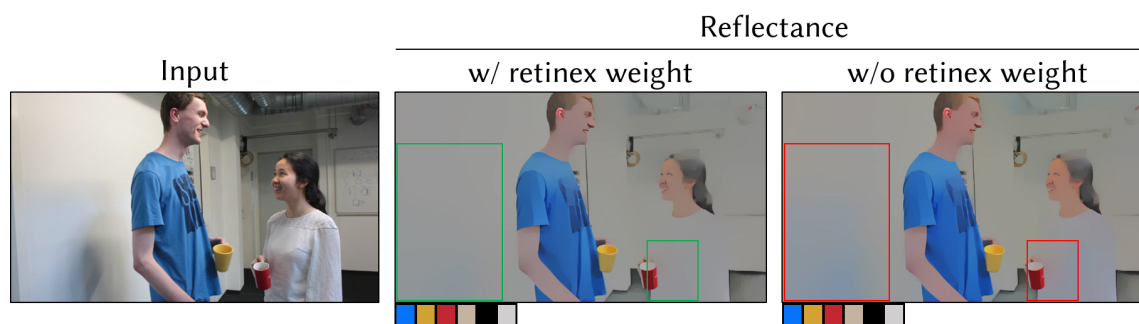 Reflectance
Input
w/ retinex weight
w/o retinex weight